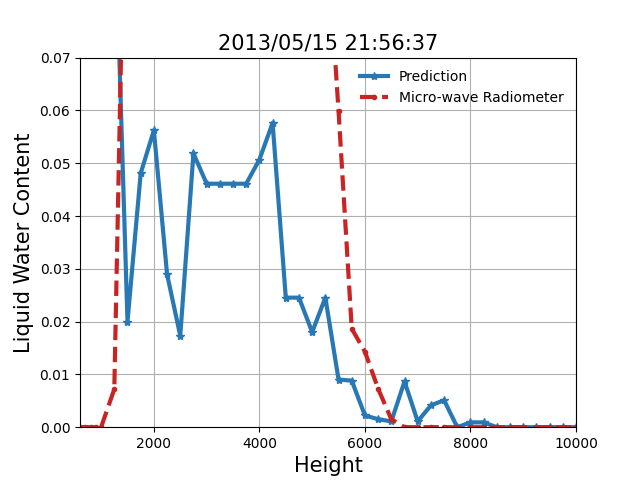 2013/05/15 21:56:37
0.07
0.06
0.05
0.04
0.03
0.02
0.01
0.00
Liquid Water Content
Prediction
Micro-wave Radiometer
2000 4000 6000 8000 10000
Height